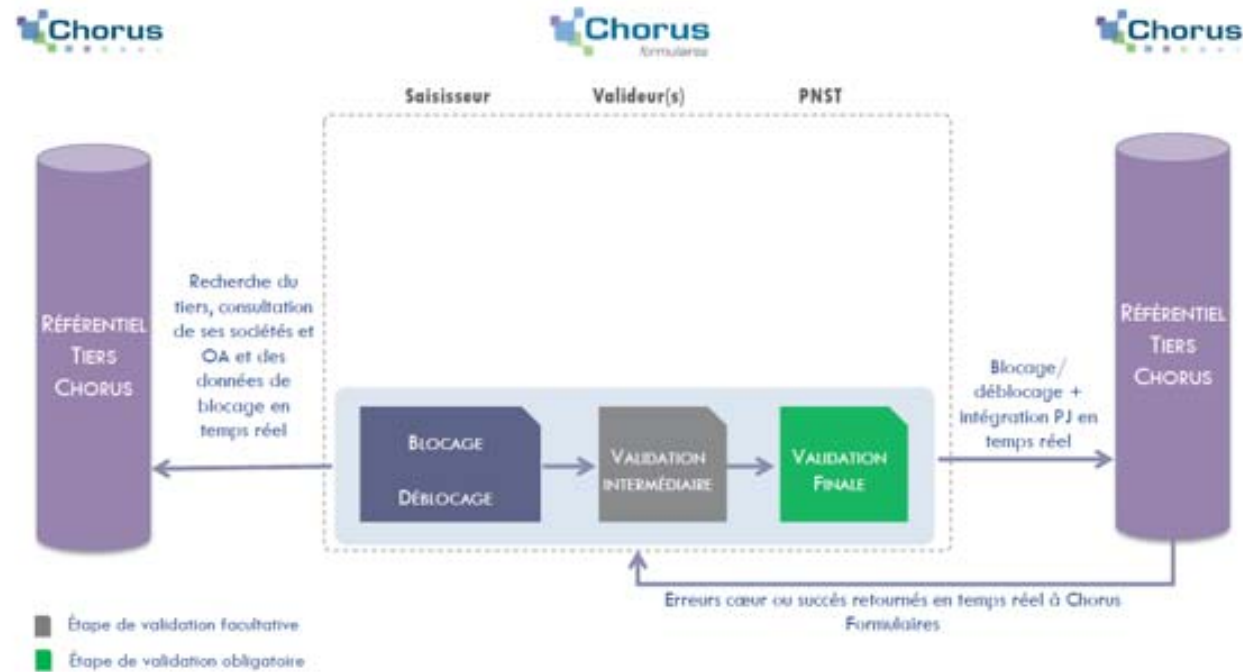 Chorus
Chorus
formulaires
Chorus
Saisisseur
Valideur(s)
PNST
RÉFÉRENTIEL
TIERS
CHORUS
Recherche du
tiers, consultation
de ses sociétés et
OA et des
données de
blocage en
temps réel
BLOCAGE
DÉBLOCAGE
VALIDATION
INTERMÉDIAIRE
VALIDATION
FINALE
Blocage/
déblocage +
intégration PJ en
temps réel
RÉFÉRENTIEL
TIERS
CHORUS
Erreurs cœur ou succès retournés en temps réel à Chorus
Formulaires
Étape de validation facultative
Étape de validation obligatoire